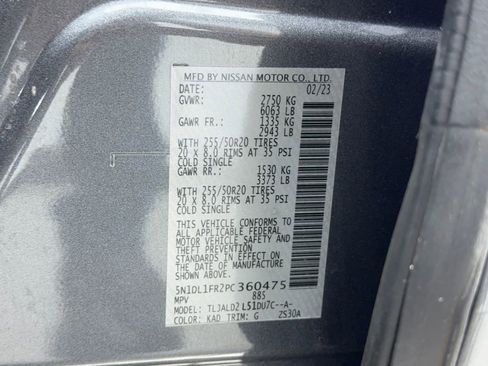 MFD BY NISSAN MOTOR CO., LTD.
DATE: 02/23
GVWR: 2750 KG
6063 LB
GAWR FR.: 1335 KG
2943 LB
WITH 255/50R20 TIRES
20 X 8.0 RIMS AT 35 PSI
COLD SINGLE
GAWR RR.: 1530 KG
3373 LB
WITH 255/50R20 TIRES
20 X 8.0 RIMS AT 35 PSI
COLD SINGLE
THIS VEHICLE CONFORMS TO
ALL APPLICABLE FEDERAL
MOTOR VEHICLE SAFETY AND
THEFT PREVENTION
STANDARDS IN EFFECT ON
THE DATE OF MANUFACTURE
SHOWN ABOVE.
5N1DL1FR2PC360475
MPV 885
MODEL: TLJALD2 L51DU7C--A-
COLOR: KAD TRIM: G ZS30A